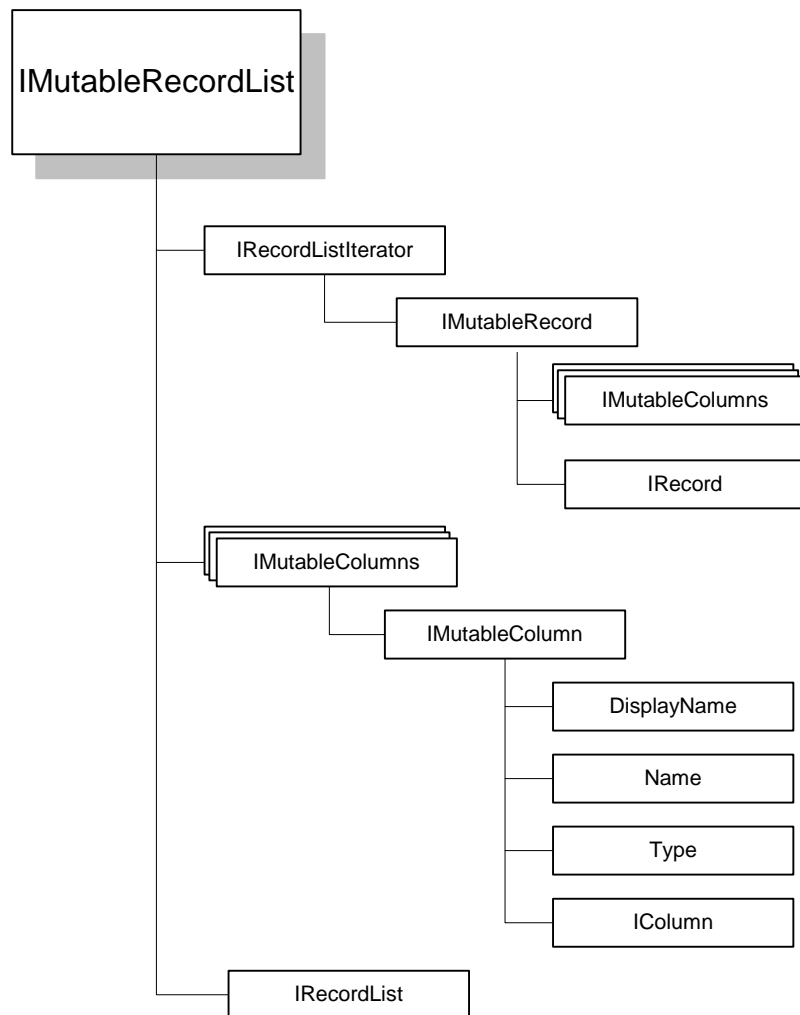 IMutableRecordList
IRecordListIterator
IMutableRecord
IMutableColumns
IRecord
IMutableColumns
IMutableColumn
DisplayName
Name
Type
IColumn
IRecordList